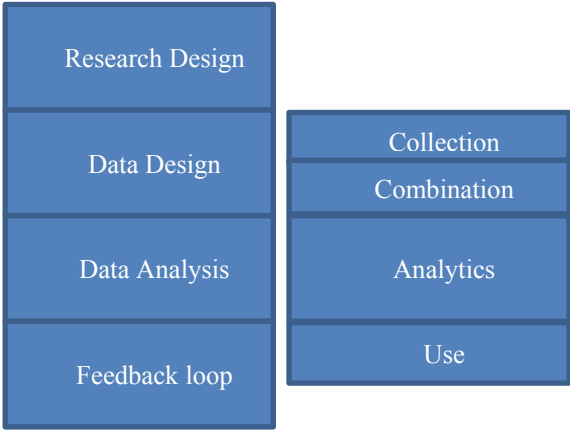 Research Design
Data Design
Data Analysis
Feedback loop
Collection
Combination
Analytics
Use